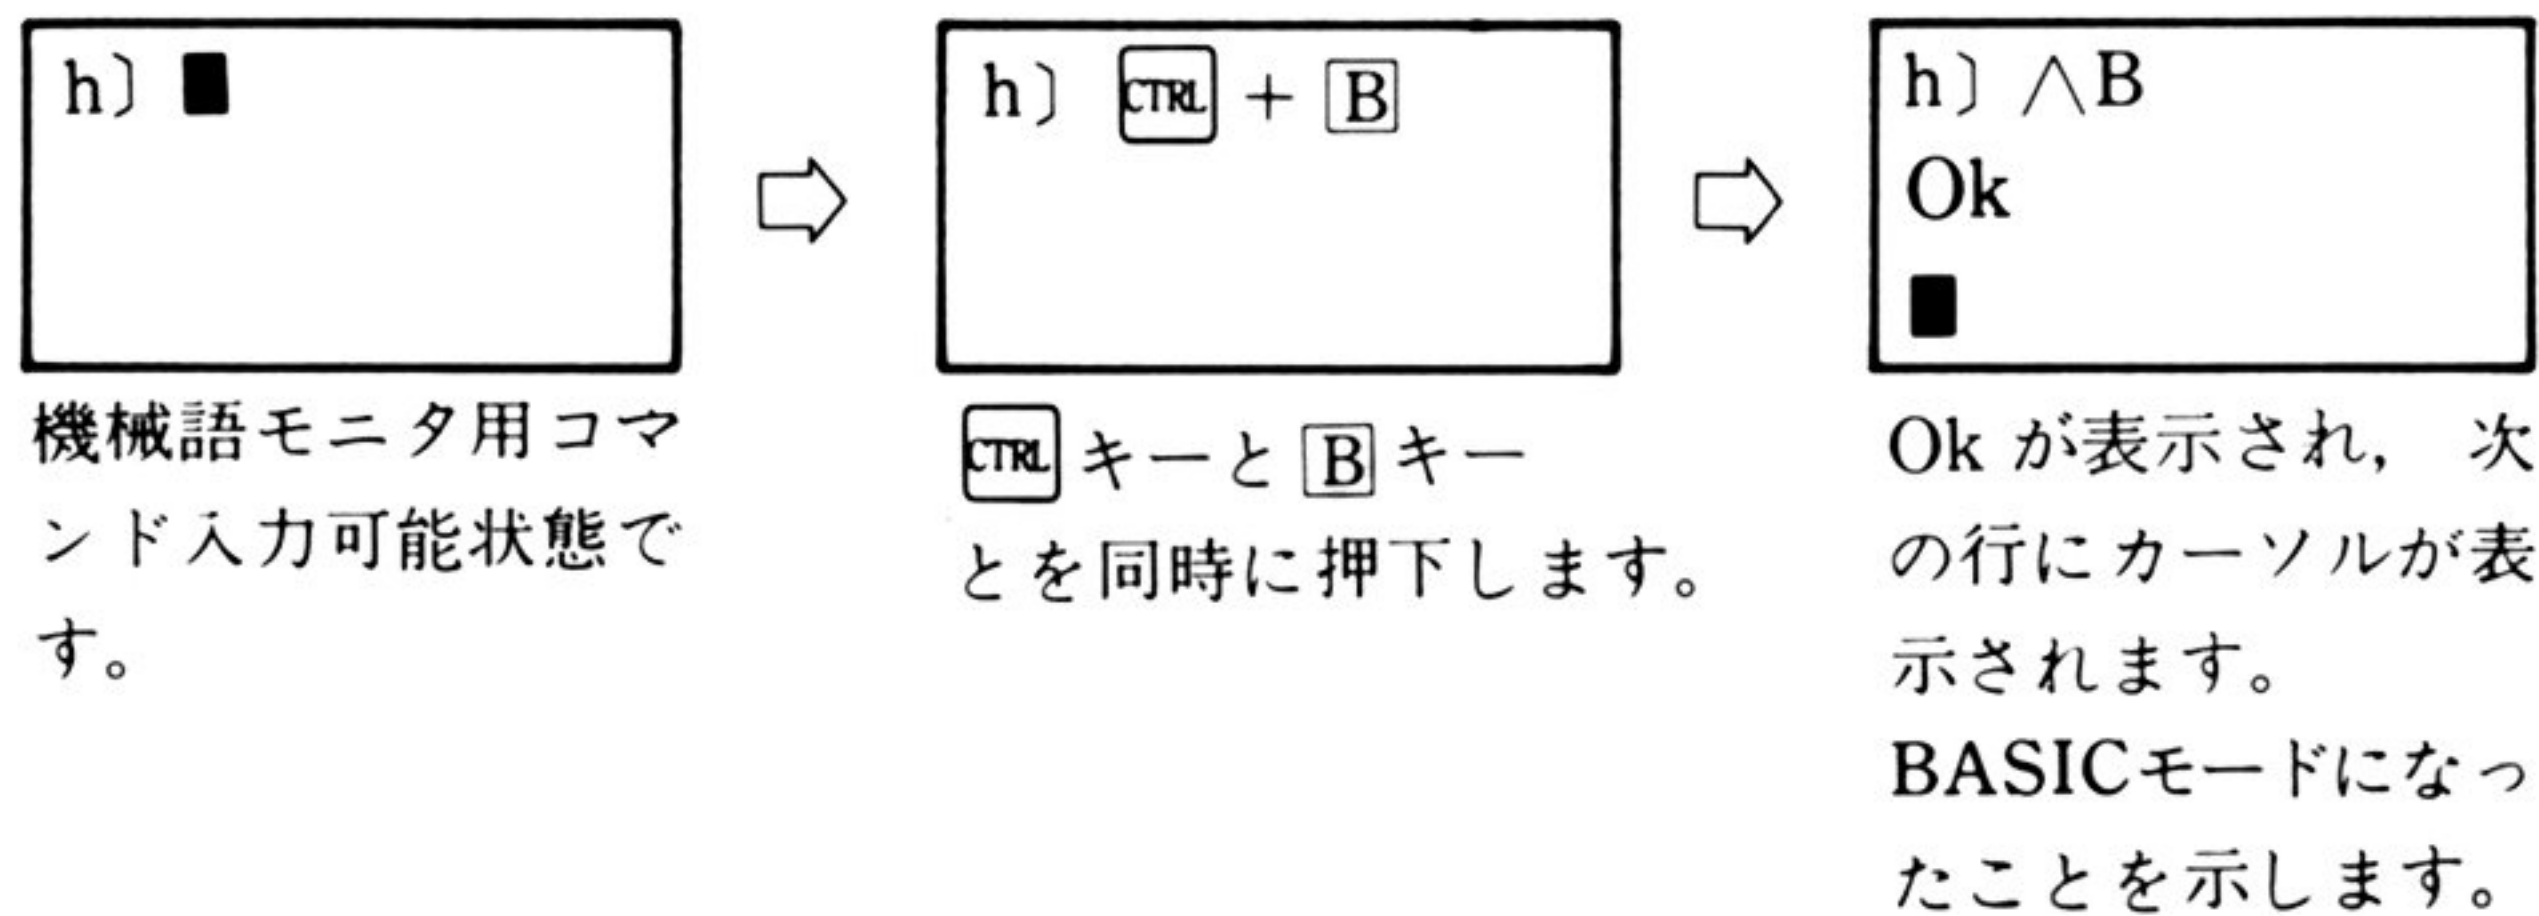 h〕■
機械語モニタ用コマ
ンド入力可能状態で
す。
h〕 CTRL + B
CTRL キーと B キー
とを同時に押下します。
h〕∧B
Ok
■
Ok が表示され， 次
の行にカーソルが表
示されます。
BASICモードになっ
たことを示します。